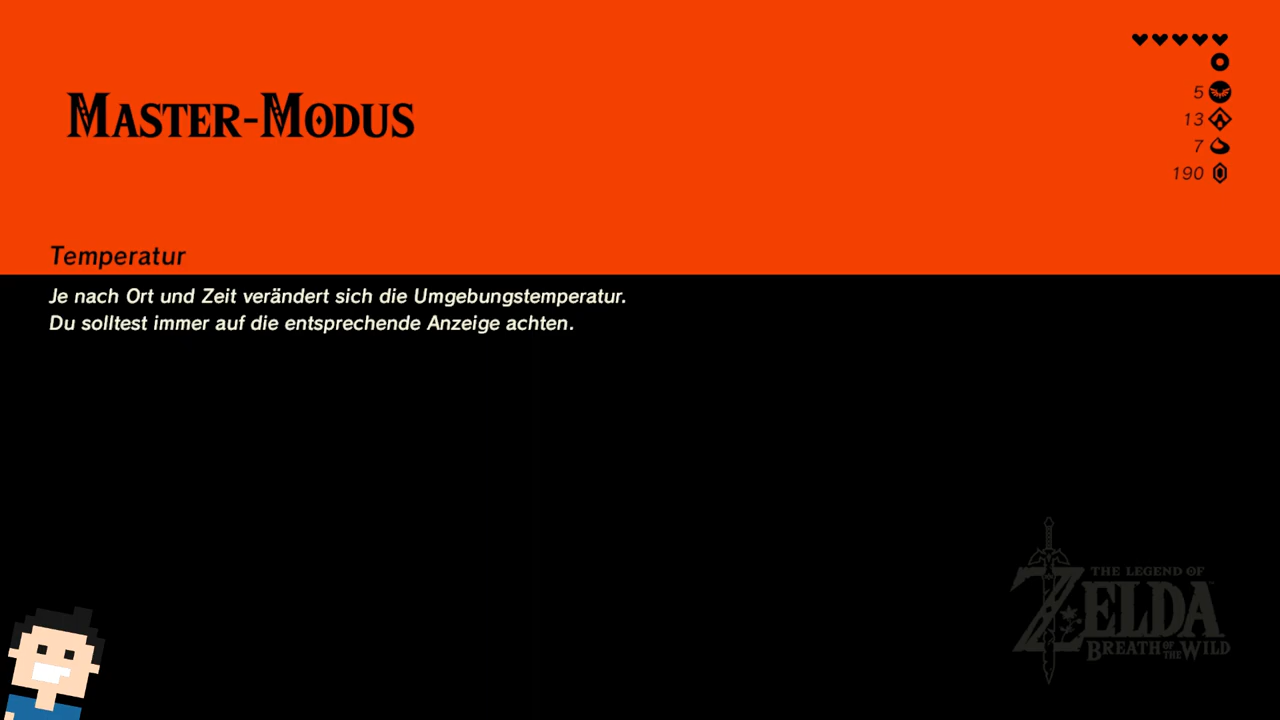 Master-Modus
5
13
7
190
Temperatur
Je nach Ort und Zeit verändert sich die Umgebungstemperatur.
Du solltest immer auf die entsprechende Anzeige achten.
THE LEGEND OF
ZELDA
BREATH OF THE WILD